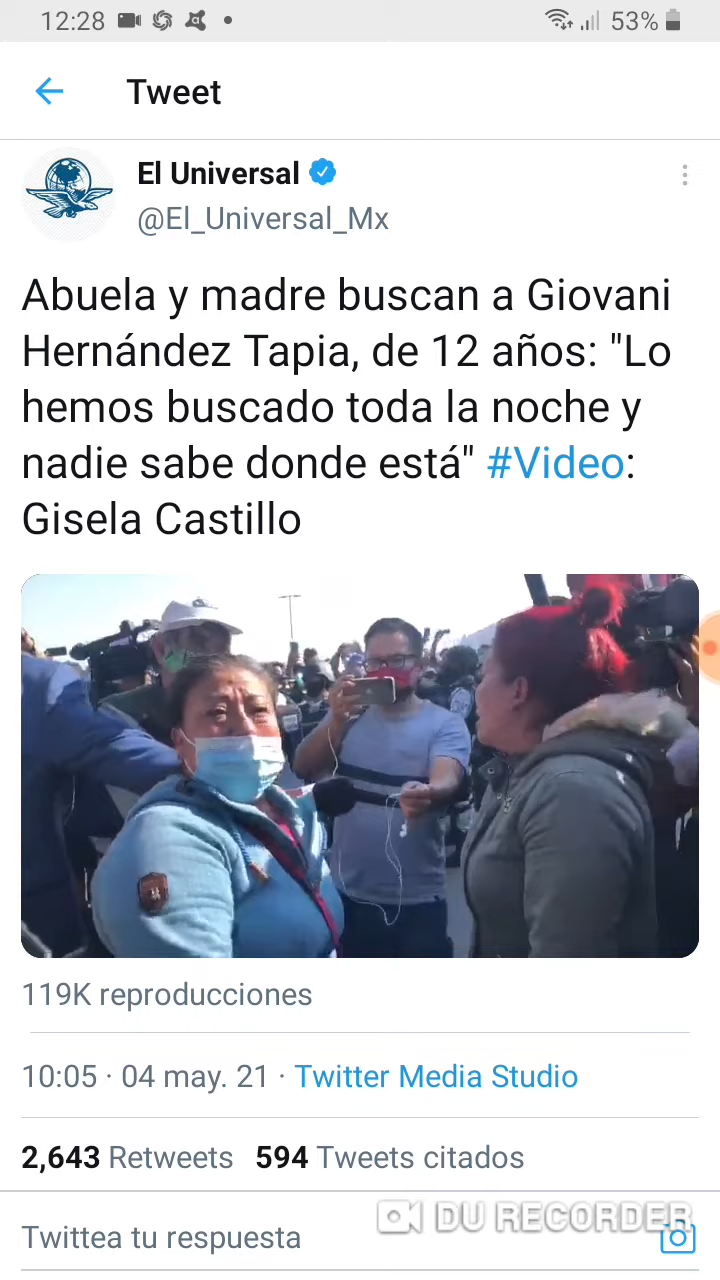 12:28
53%
Tweet
El Universal
@El_Universal_Mx
Abuela y madre buscan a Giovani
Hernández Tapia, de 12 años: "Lo
hemos buscado toda la noche y
nadie sabe donde está" #Video:
Gisela Castillo
119K reproducciones
10:05 · 04 may. 21 · Twitter Media Studio
2,643 Retweets 594 Tweets citados
DU RECORDER
Twittea tu respuesta